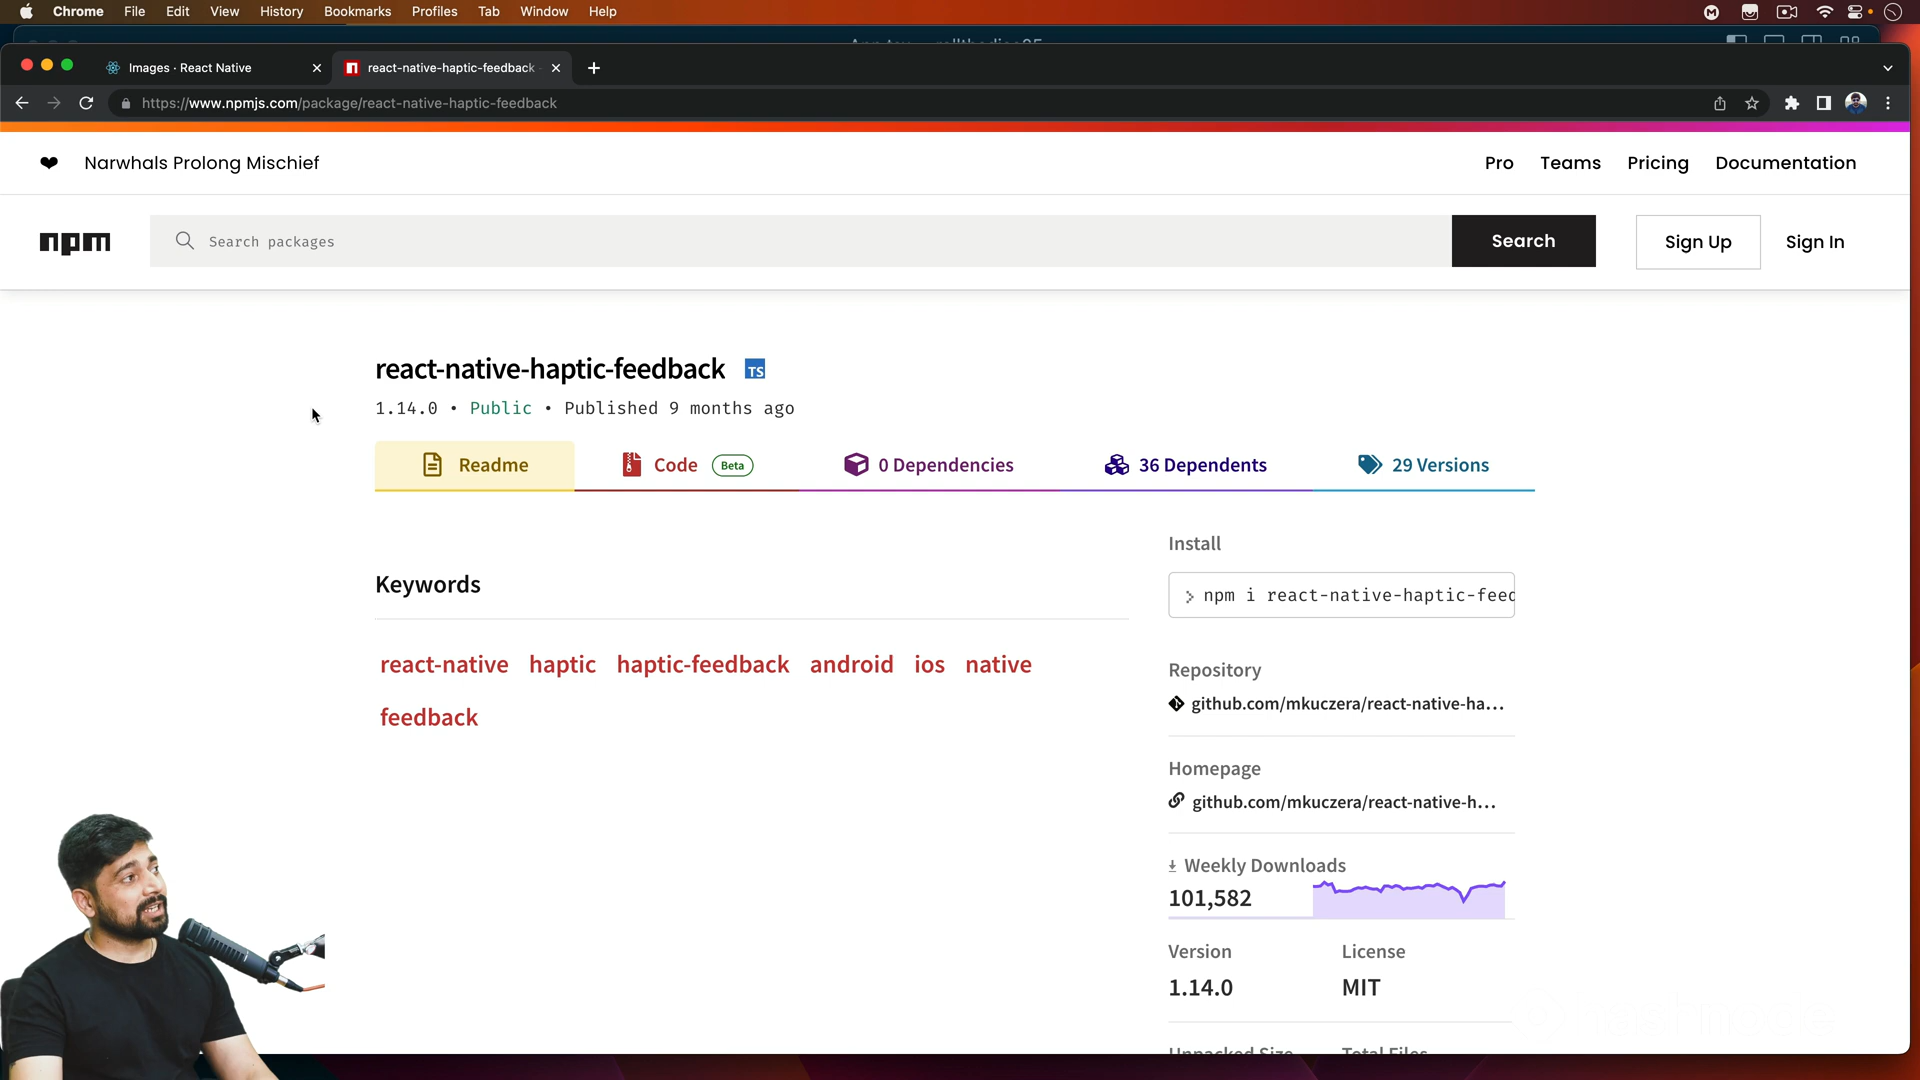 Chrome File Edit View History Bookmarks Profiles Tab Window Help
Images · React Native
react-native-haptic-feedback
https://www.npmjs.com/package/react-native-haptic-feedback
❤ Narwhals Prolong Mischief
Pro Teams Pricing Documentation
npm
Search packages
Search
Sign Up
Sign In
react-native-haptic-feedback TS
1.14.0 • Public • Published 9 months ago
Readme
Code Beta
0 Dependencies
36 Dependents
29 Versions
Keywords
react-native haptic haptic-feedback android ios native
feedback
Install
npm i react-native-haptic-feed
Repository
github.com/mkuczera/react-native-ha...
Homepage
github.com/mkuczera/react-native-h...
Weekly Downloads
101,582
Version License
1.14.0 MIT
Unpacked Size Total Files